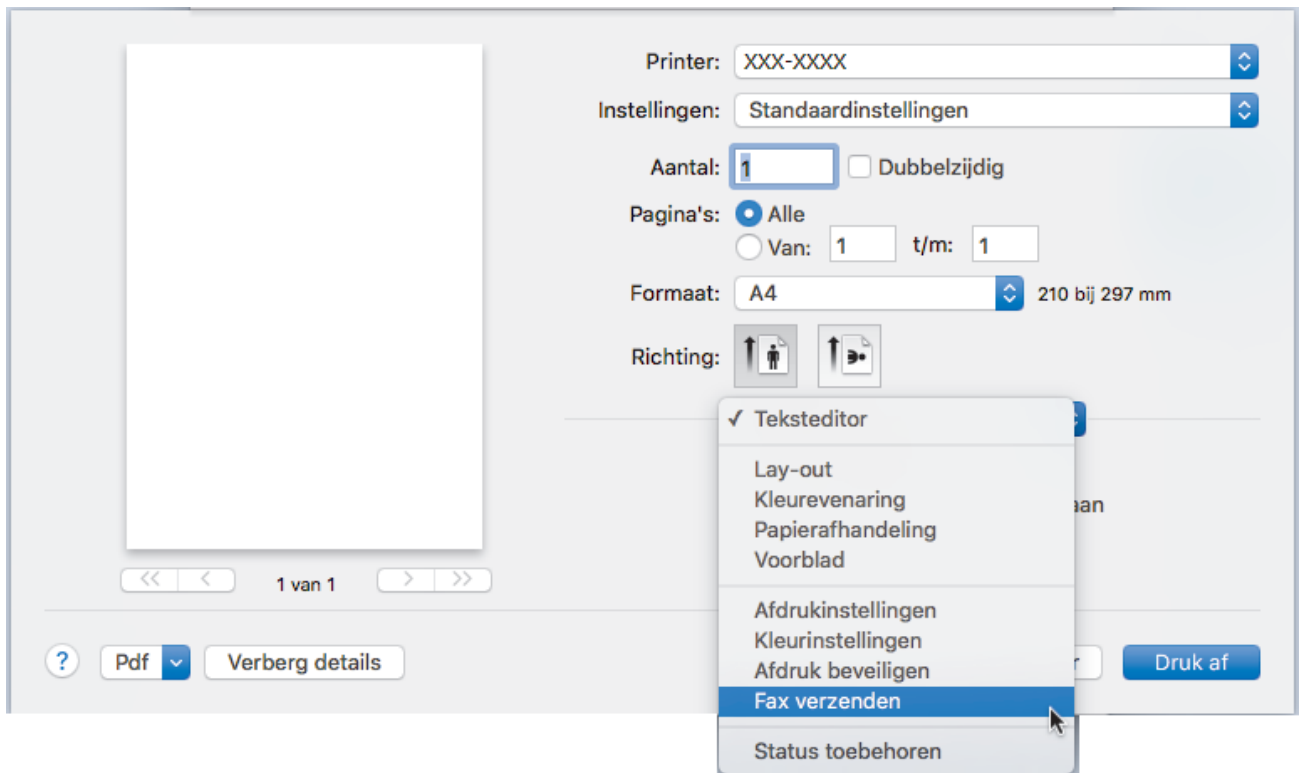 Printer: XXX-XXXX
Instellingen: Standaardinstellingen
Aantal: 1 Dubbelzijdig
Pagina's: Alle
Van: 1 t/m: 1
Formaat: A4 210 bij 297 mm
Richting:
✓ Teksteditor
Lay-out
Kleurevenaring
Papierafhandeling
Voorblad
Afdrukinstellingen
Kleurinstellingen
Afdruk beveiligen
Fax verzenden
Status toebehoren
<< < 1 van 1 > >>
? Pdf Verberg details Druk af